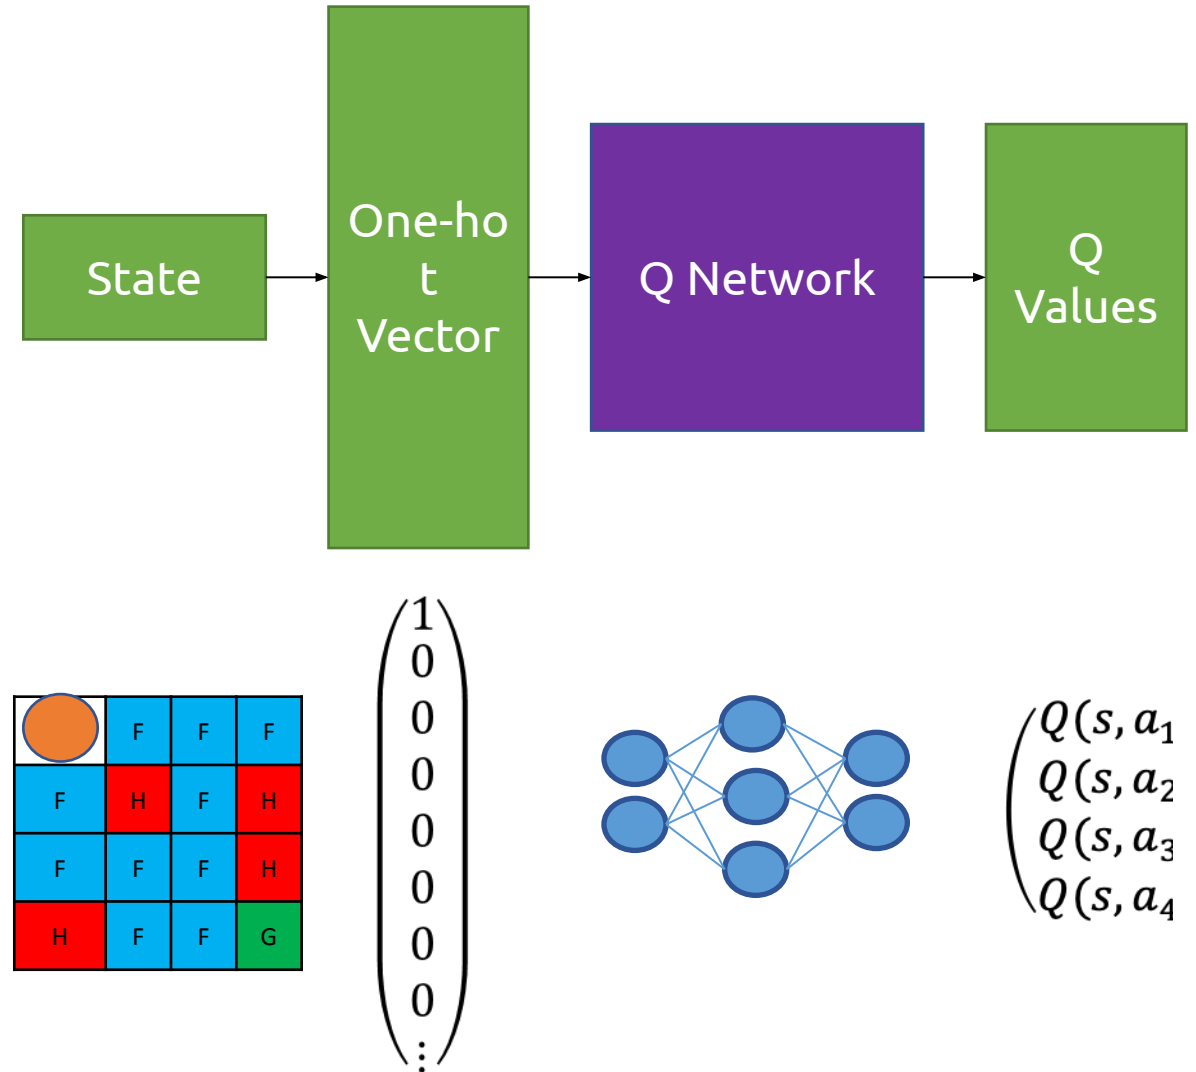 State
One-ho
t
Vector
Q Network
Q
Values
F F F
F H F H
F F F H
H F F G
1
0
0
0
0
0
0
0
⋮
Q(s, a₁
Q(s, a₂
Q(s, a₃
Q(s, a₄